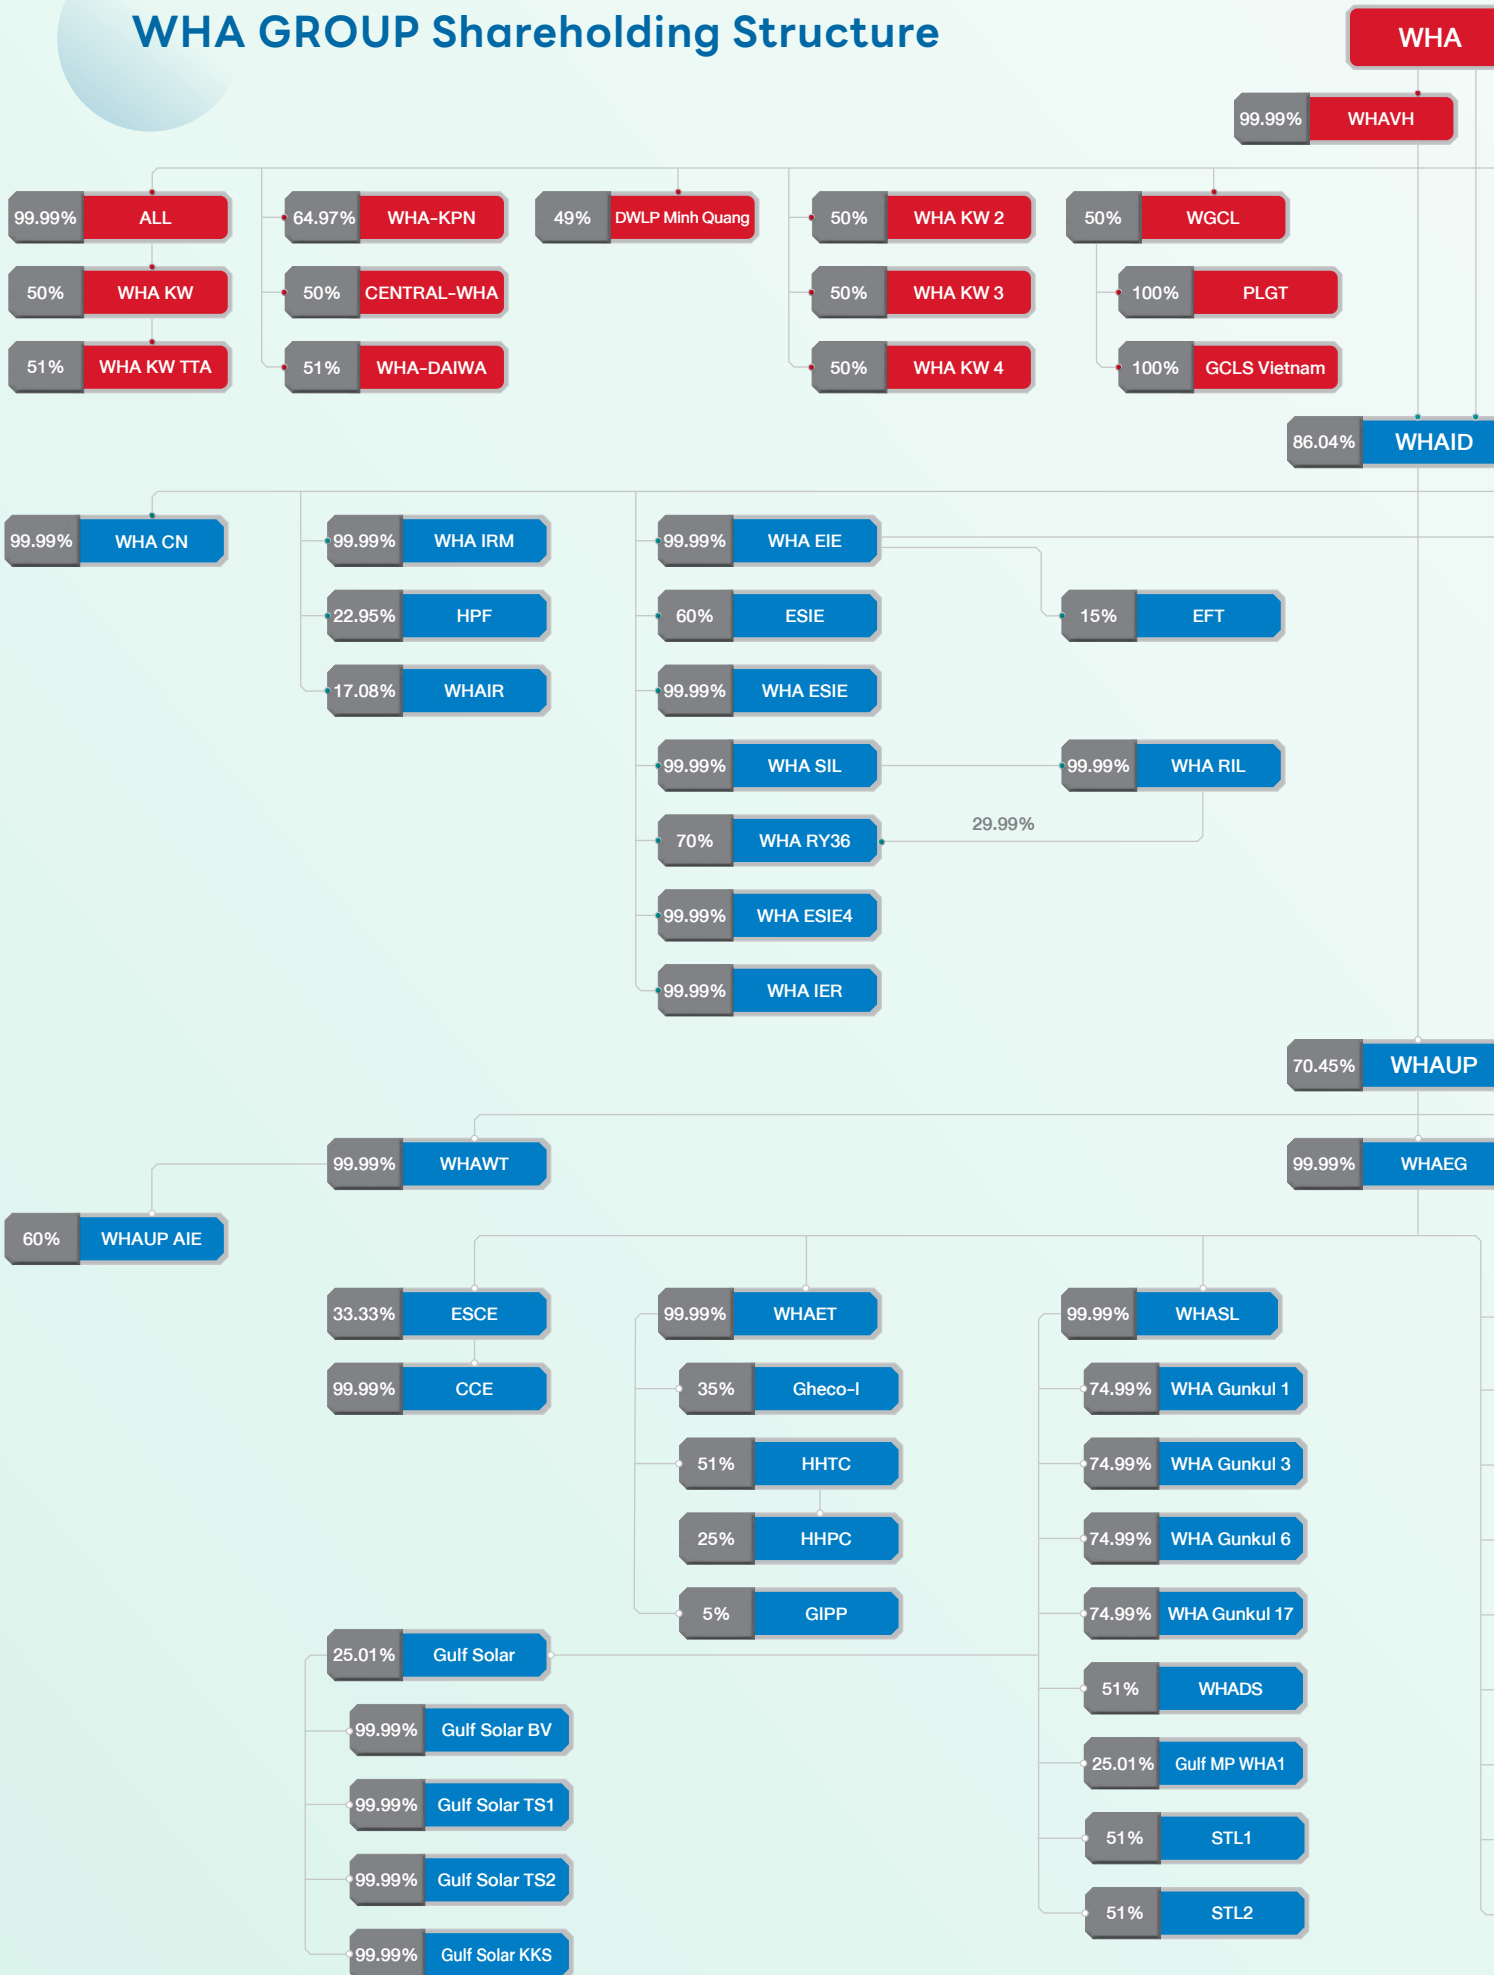 WHA GROUP Shareholding Structure
WHA
99.99% WHAVH
99.99% ALL
64.97% WHA-KPN
49% DWLP Minh Quang
50% WHA KW 2
50% WGCL
50% WHA KW
50% CENTRAL-WHA
50% WHA KW 3
100% PLGT
51% WHA KW TTA
51% WHA-DAIWA
50% WHA KW 4
100% GCLS Vietnam
86.04% WHAID
99.99% WHA CN
99.99% WHA IRM
99.99% WHA EIE
22.95% HPF
60% ESIE
15% EFT
17.08% WHAIR
99.99% WHA ESIE
99.99% WHA SIL
99.99% WHA RIL
29.99%
70% WHA RY36
99.99% WHA ESIE4
99.99% WHA IER
70.45% WHAUP
99.99% WHAWT
99.99% WHAEG
60% WHAUP AIE
33.33% ESCE
99.99% WHAET
99.99% WHASL
99.99% CCE
35% Gheco-I
74.99% WHA Gunkul 1
51% HHTC
74.99% WHA Gunkul 3
25% HHPC
74.99% WHA Gunkul 6
5% GIPP
74.99% WHA Gunkul 17
25.01% Gulf Solar
51% WHADS
99.99% Gulf Solar BV
25.01% Gulf MP WHA1
99.99% Gulf Solar TS1
51% STL1
99.99% Gulf Solar TS2
51% STL2
99.99% Gulf Solar KKS